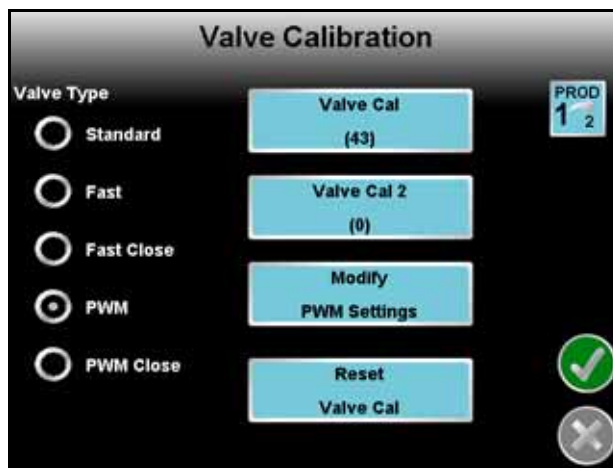 Valve Calibration
Valve Type
Standard
Fast
Fast Close
PWM
PWM Close
Valve Cal
(43)
Valve Cal 2
(0)
Modify
PWM Settings
Reset
Valve Cal
PROD
1 2